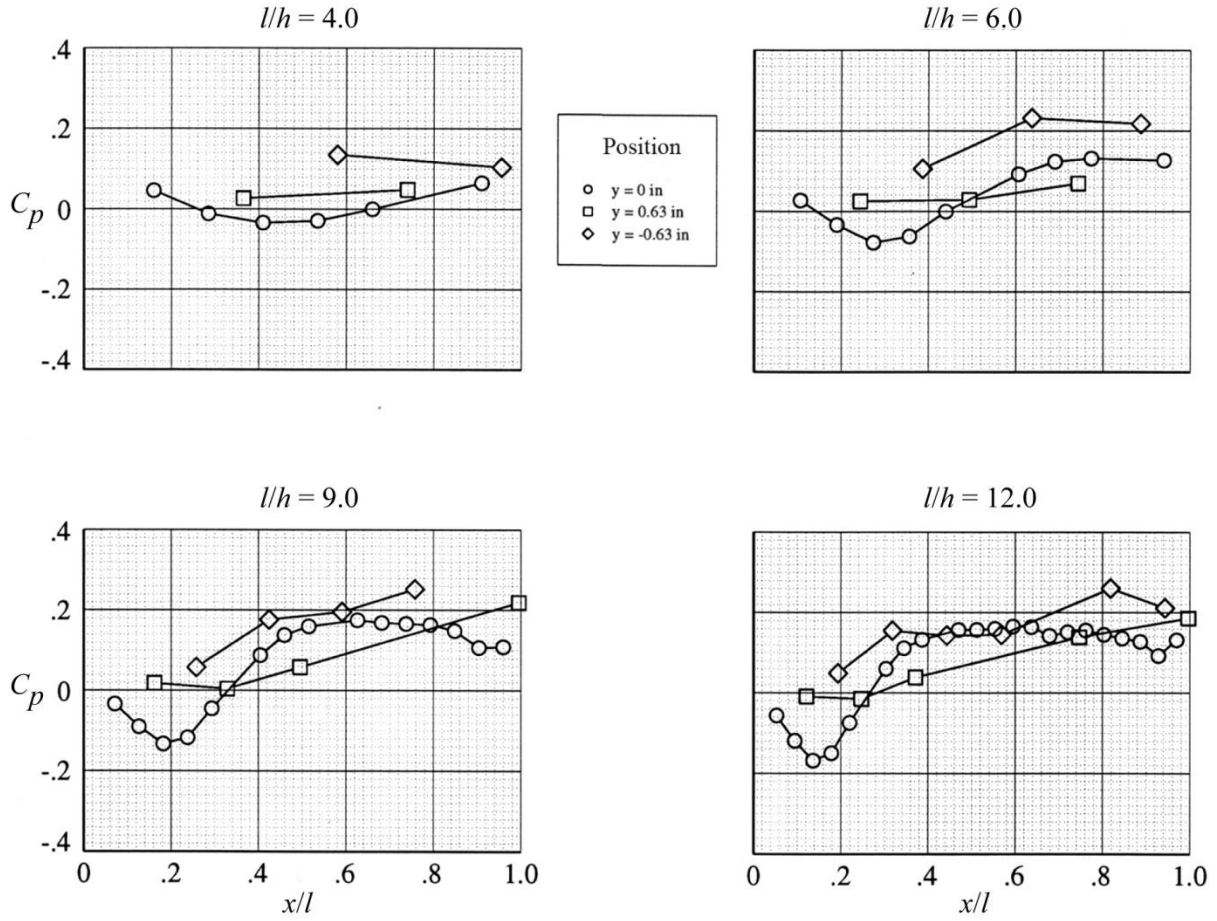 l/h = 4.0
l/h = 6.0
.4
.2
0
-.2
-.4
Cp
Position
y = 0 in
y = 0.63 in
y = -0.63 in
l/h = 9.0
l/h = 12.0
.4
.2
0
-.2
-.4
Cp
0 .2 .4 .6 .8 1.0
x/l
0 .2 .4 .6 .8 1.0
x/l